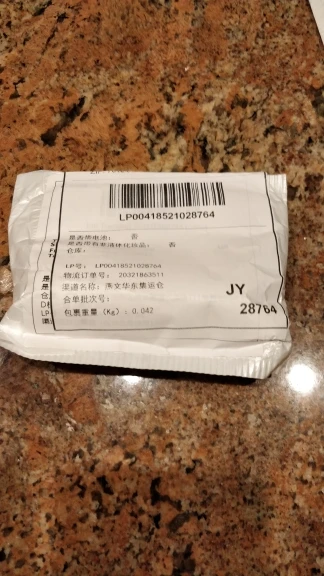 LP00418521028764
是否带电池： 否
是否带有非液体化妆品： 否
仓库：
LP号： LP00418521028764
物流订单号： 20321863511
渠道名称：燕文华东集运仓
合单批次号：
包裹重量（Kg）：0.042
JY
28764